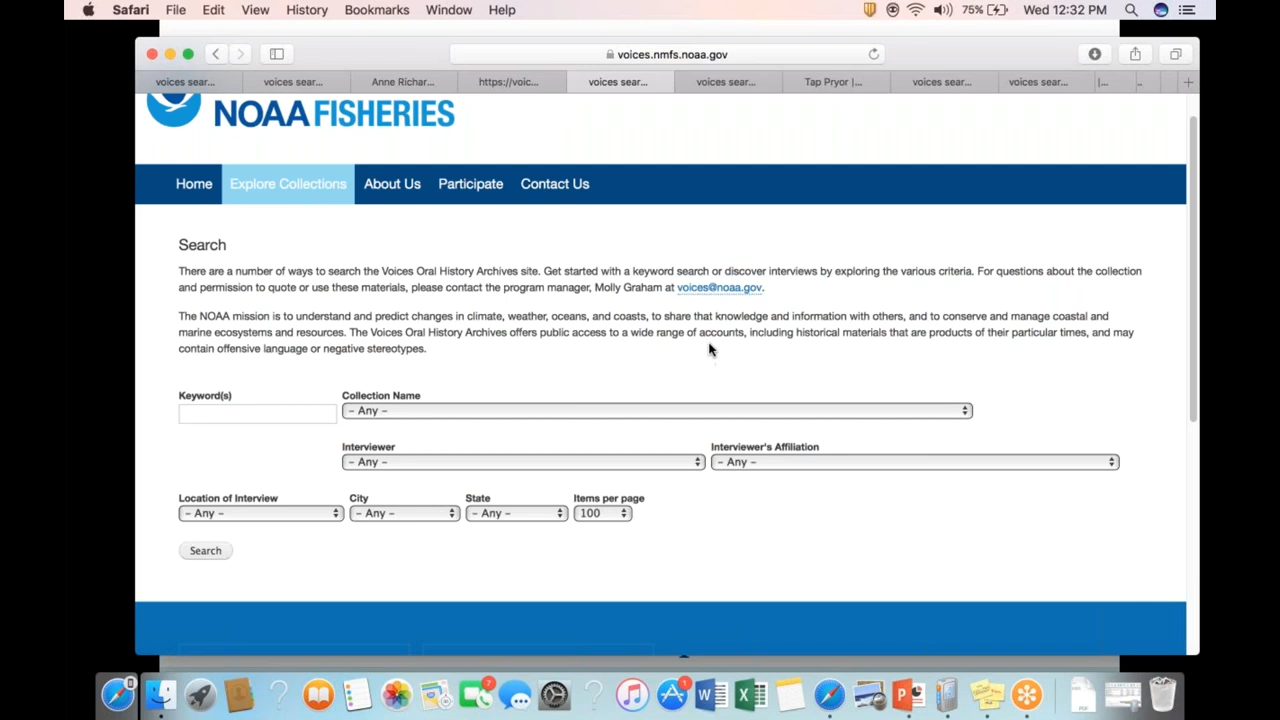 Safari File Edit View History Bookmarks Window Help 75% Wed 12:32 PM
voices.nmfs.noaa.gov
voices sear... voices sear... Anne Richar... https://voic... voices sear... voices sear... Tap Pryor |... voices sear... voices sear... |... ..
NOAA FISHERIES
Home Explore Collections About Us Participate Contact Us
Search
There are a number of ways to search the Voices Oral History Archives site. Get started with a keyword search or discover interviews by exploring the various criteria. For questions about the collection
and permission to quote or use these materials, please contact the program manager, Molly Graham at voices@noaa.gov.
The NOAA mission is to understand and predict changes in climate, weather, oceans, and coasts, to share that knowledge and information with others, and to conserve and manage coastal and
marine ecosystems and resources. The Voices Oral History Archives offers public access to a wide range of accounts, including historical materials that are products of their particular times, and may
contain offensive language or negative stereotypes.
Keyword(s) Collection Name
- Any -
Interviewer Interviewer's Affiliation
- Any - - Any -
Location of Interview City State Items per page
- Any - - Any - - Any - 100
Search
7 1